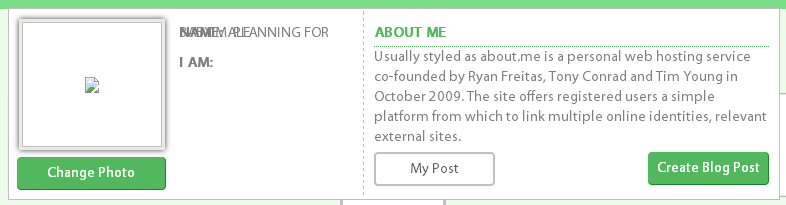 PLANNING FOR
I AM:
Change Photo
ABOUT ME
Usually styled as about.me is a personal web hosting service
co-founded by Ryan Freitas, Tony Conrad and Tim Young in
October 2009. The site offers registered users a simple
platform from which to link multiple online identities, relevant
external sites.
My Post
Create Blog Post